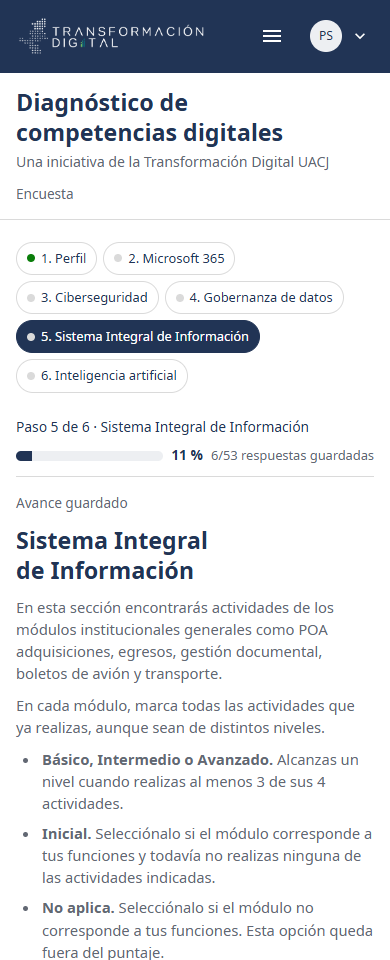 TRANSFORMACIÓN
DIGITAL
PS
Diagnóstico de
competencias digitales
Una iniciativa de la Transformación Digital UACJ
Encuesta
1. Perfil
2. Microsoft 365
3. Ciberseguridad
4. Gobernanza de datos
5. Sistema Integral de Información
6. Inteligencia artificial
Paso 5 de 6 · Sistema Integral de Información
11 % 6/53 respuestas guardadas
Avance guardado
Sistema Integral
de Información
En esta sección encontrarás actividades de los
módulos institucionales generales como POA
adquisiciones, egresos, gestión documental,
boletos de avión y transporte.
En cada módulo, marca todas las actividades que
ya realizas, aunque sean de distintos niveles.
• Básico, Intermedio o Avanzado. Alcanzas un
nivel cuando realizas al menos 3 de sus 4
actividades.
• Inicial. Selecciónalo si el módulo corresponde a
tus funciones y todavía no realizas ninguna de
las actividades indicadas.
• No aplica. Selecciónalo si el módulo no
corresponde a tus funciones. Esta opción queda
fuera del puntaje.